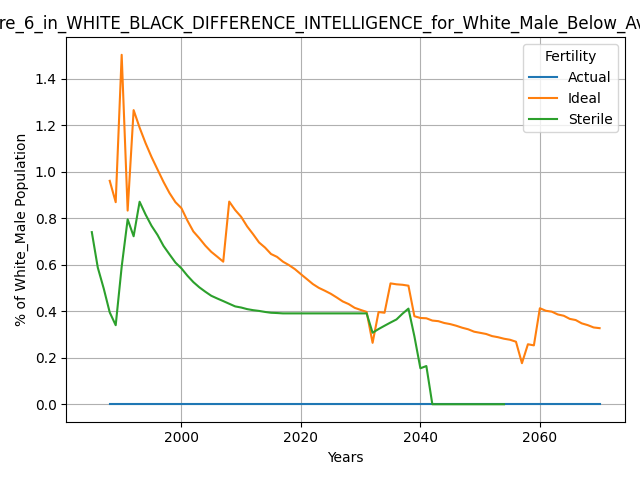 re_6_in_WHITE_BLACK_DIFFERENCE_INTELLIGENCE_for_White_Male_Below_Av
Fertility
Actual
Ideal
Sterile
% of White_Male Population
1.4
1.2
1.0
0.8
0.6
0.4
0.2
0.0
2000 2020 2040 2060
Years